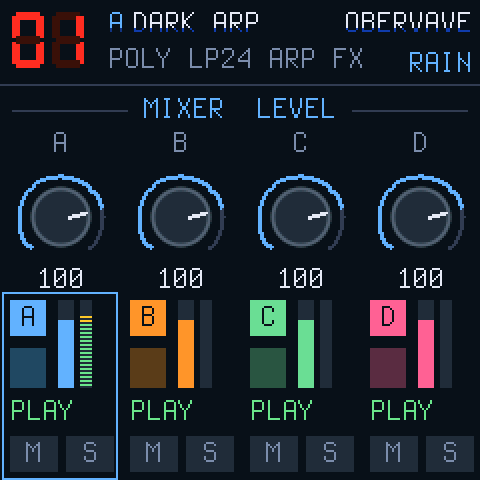 01 A DARK ARP OBERVAVE
POLY LP24 ARP FX RAIN
MIXER LEVEL
A B C D
100 100 100 100
A B C D
PLAY PLAY PLAY PLAY
M S M S M S M S